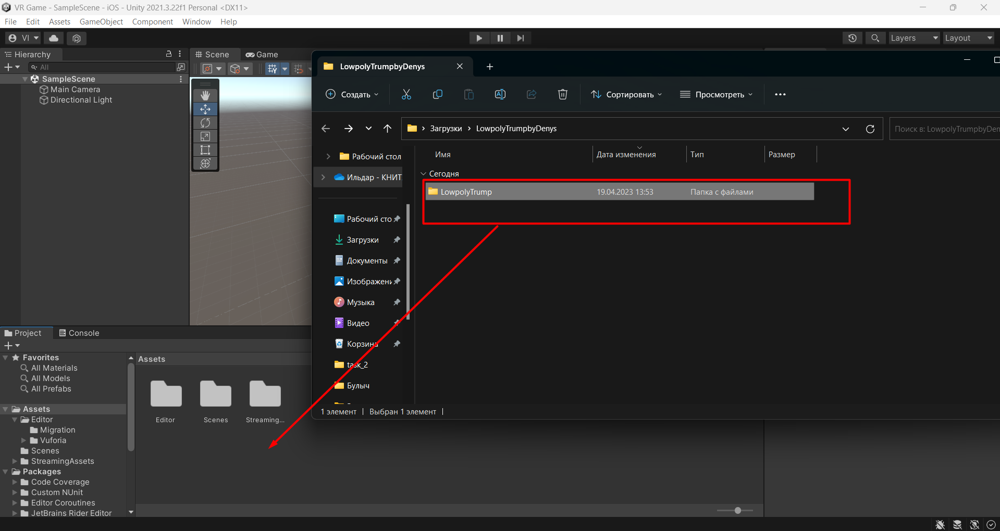 VR Game - SampleScene - iOS - Unity 2021.3.22f1 Personal <DX11>
File Edit Assets GameObject Component Window Help
VI Layers Layout
Hierarchy
All
SampleScene
Main Camera
Directional Light
Scene Game
LowpolyTrumpbyDenys
Создать Сортировать Просмотреть
Загрузки LowpolyTrumpbyDenys
Поиск в: LowpolyTrumpbyDen
Имя Дата изменения Тип Размер
Сегодня
LowpolyTrump 19.04.2023 13:53 Папка с файлами
Рабочий стол
Ильдар - КНИТ
Рабочий сто
Загрузки
Документы
Изображени
Музыка
Видео
Корзина
task_2
Булыч
1 элемент Выбран 1 элемент
Project Console
Favorites
All Materials
All Models
All Prefabs
Assets
Editor
Migration
Vuforia
Scenes
StreamingAssets
Packages
Code Coverage
Custom NUnit
Editor Coroutines
JetBrains Rider Editor
Assets
Editor Scenes Streaming...